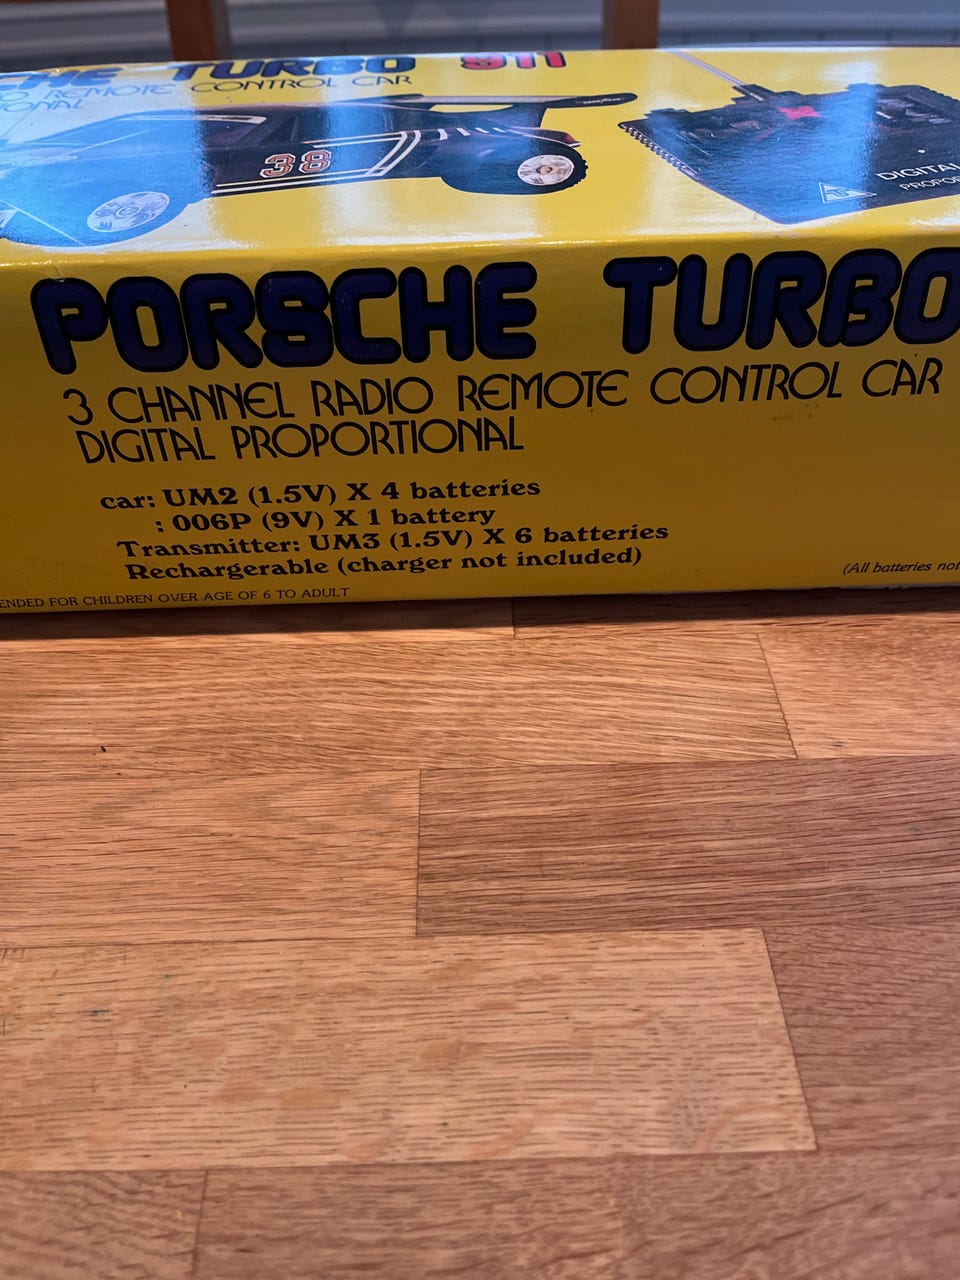 TURBO 911
REMOTE CONTROL CAR
38
DIGITAL
PORSCHE TURBO
3 CHANNEL RADIO REMOTE CONTROL CAR
DIGITAL PROPORTIONAL
car: UM2 (1.5V) X 4 batteries
: 006P (9V) X 1 battery
Transmitter: UM3 (1.5V) X 6 batteries
Rechargerable (charger not included)
(All batteries not
FOR CHILDREN OVER AGE OF 6 TO ADULT